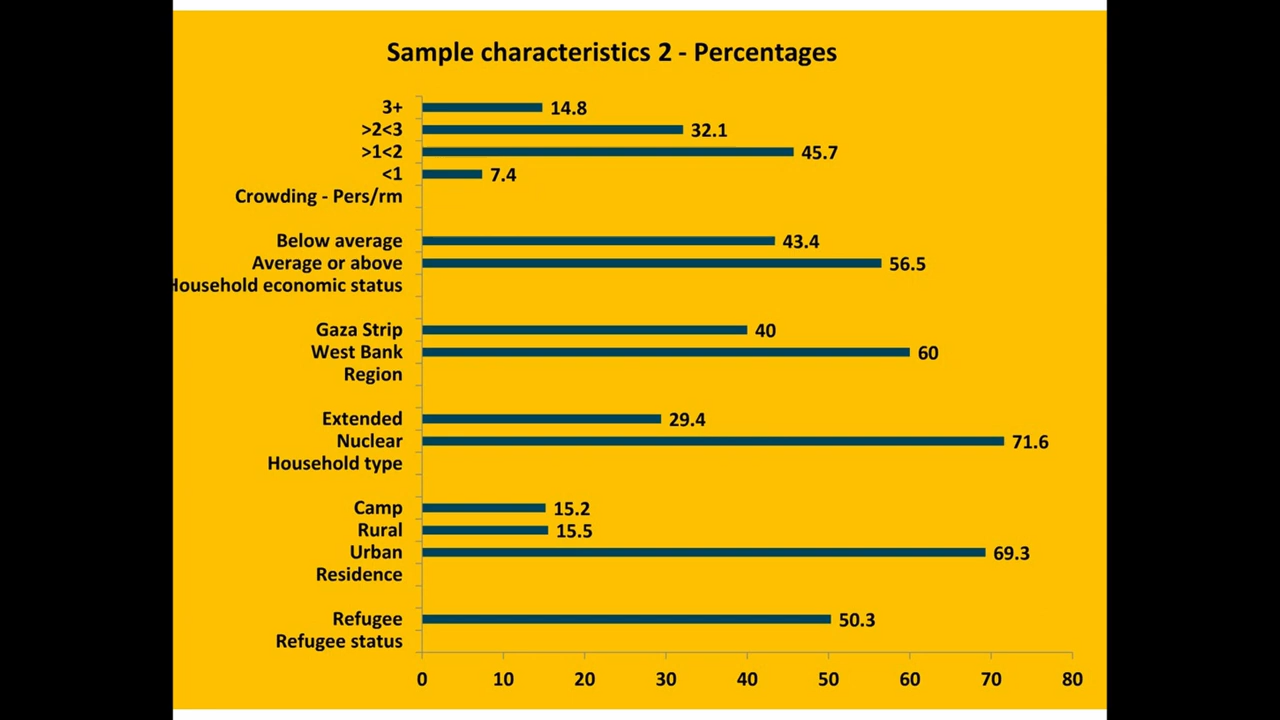 Sample characteristics 2 - Percentages
3+ 14.8
>2<3 32.1
>1<2 45.7
<1 7.4
Crowding - Pers/rm
Below average 43.4
Average or above 56.5
Household economic status
Gaza Strip 40
West Bank 60
Region
Extended 29.4
Nuclear 71.6
Household type
Camp 15.2
Rural 15.5
Urban 69.3
Residence
Refugee 50.3
Refugee status
0 10 20 30 40 50 60 70 80